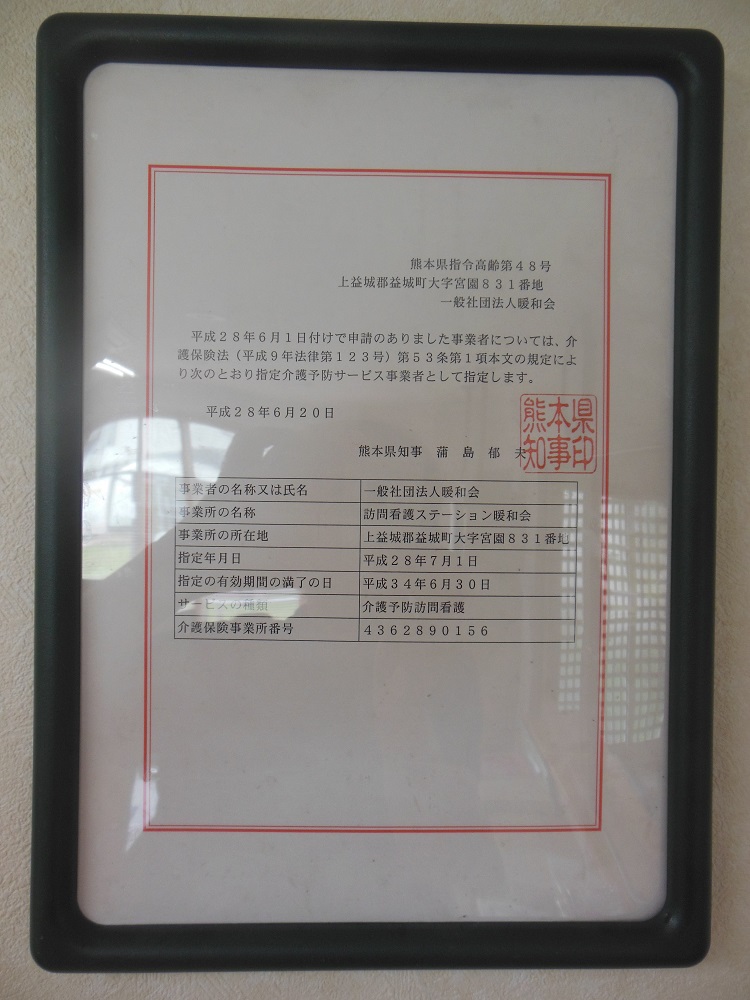 熊本県指令高齢第４８号
上益城郡益城町大字宮園８３１番地
一般社団法人暖和会
平成２８年６月１日付けで申請のありました事業者については、介
護保険法（平成９年法律第１２３号）第５３条第１項本文の規定によ
り次のとおり指定介護予防サービス事業者として指定します。
平成２８年６月２０日
熊本県知事　蒲　島　郁　夫
熊本県
知事印
事業者の名称又は氏名　一般社団法人暖和会
事業所の名称　訪問看護ステーション暖和会
事業所の所在地　上益城郡益城町大字宮園８３１番地
指定年月日　平成２８年７月１日
指定の有効期間の満了の日　平成３４年６月３０日
サービスの種類　介護予防訪問看護
介護保険事業所番号　４３６２８９０１５６